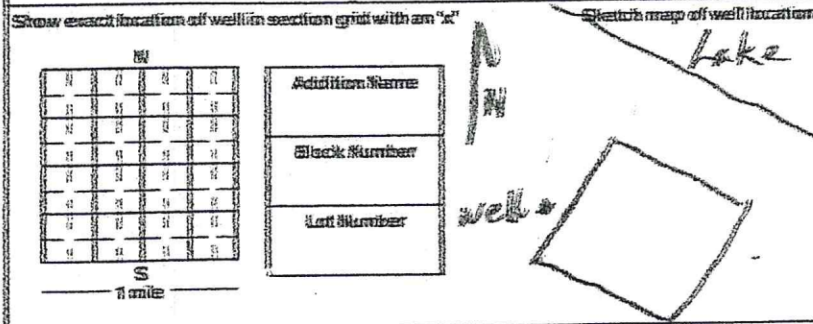 Show exact location of well in section grid with an "x"
Sketch map of well location
Lake
N
N
Addition Name
Block Number
well
Lot Number
S
1 mile